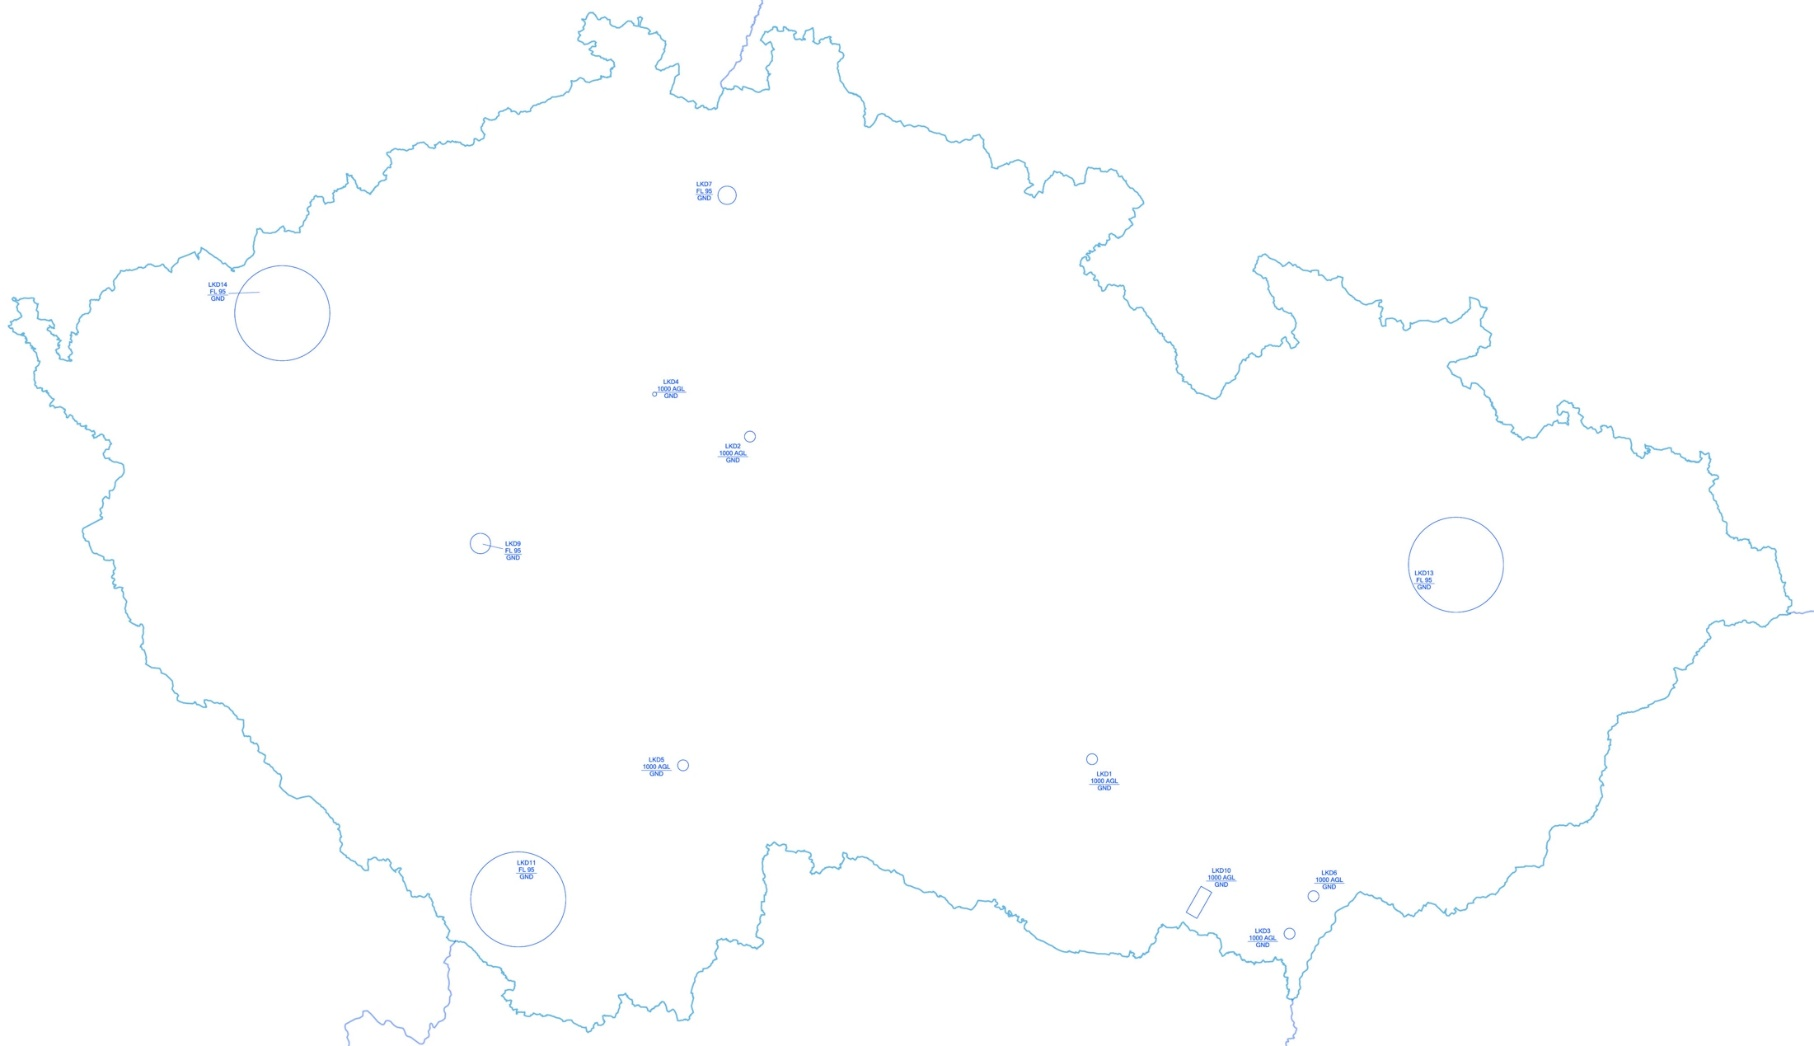 LKD7
FL 95
GND
LKD14
FL 95
GND
LKD4
1000 AGL
GND
LKD2
1000 AGL
GND
LKD9
FL 95
GND
LKD13
FL 95
GND
LKD5
1000 AGL
GND
LKD1
1000 AGL
GND
LKD11
FL 95
GND
LKD10
1000 AGL
GND
LKD6
1000 AGL
GND
LKD3
1000 AGL
GND